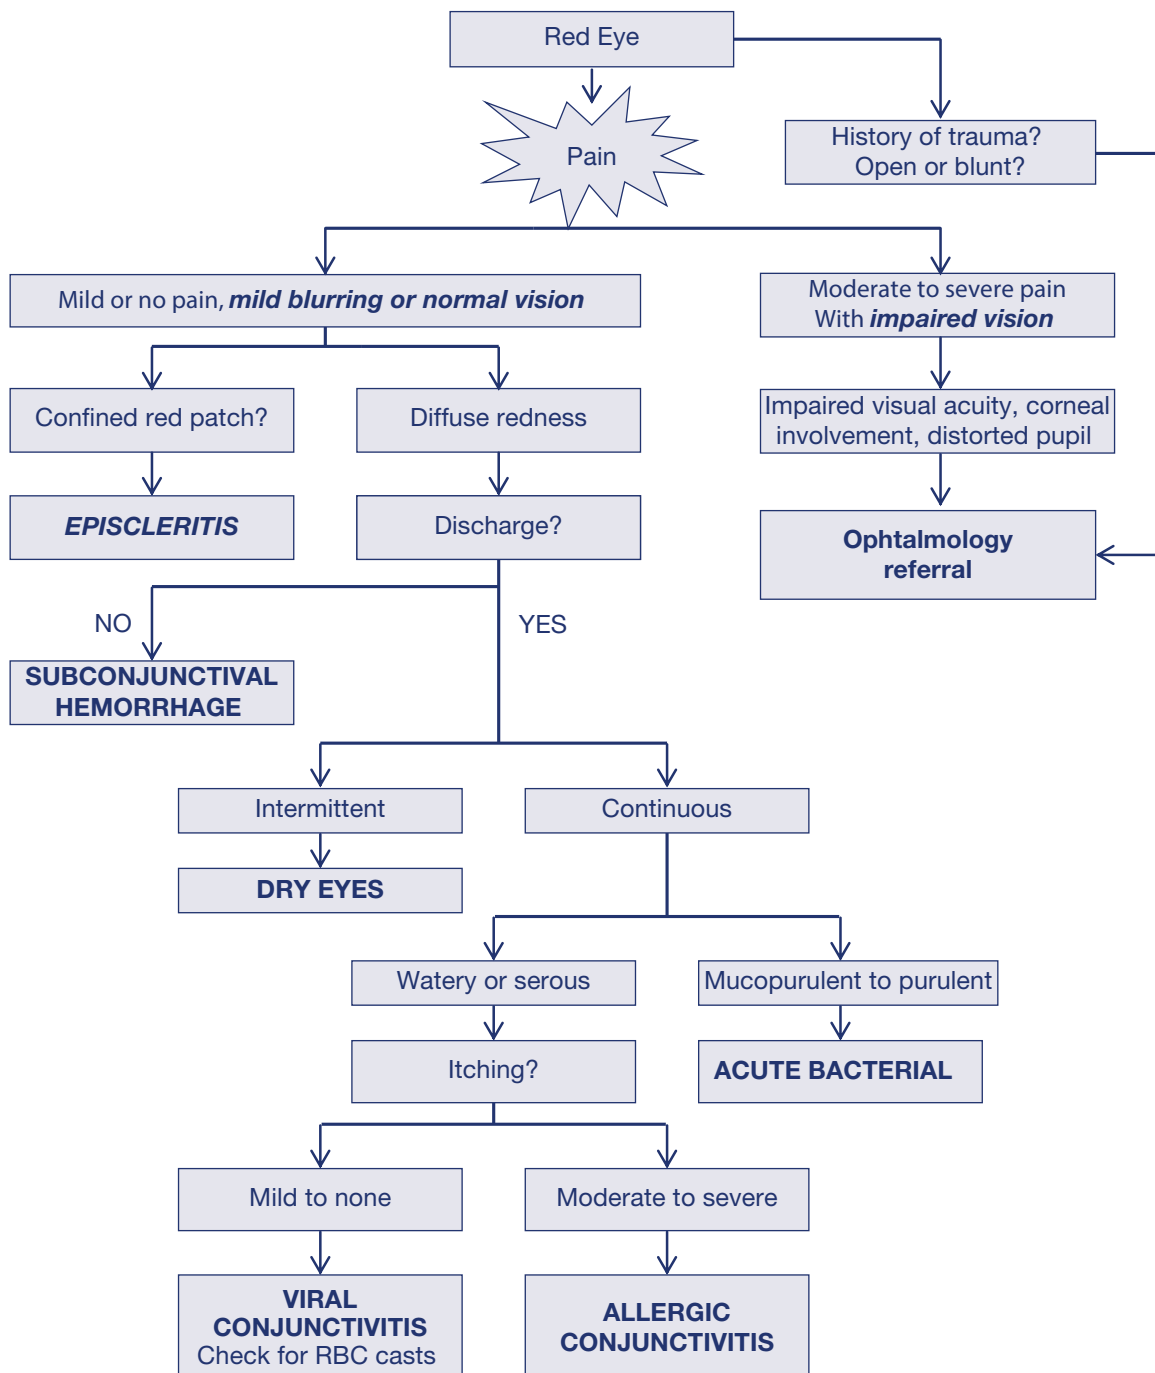 Red Eye
Pain
History of trauma?
Open or blunt?
Mild or no pain, mild blurring or normal vision
Moderate to severe pain
With impaired vision
Confined red patch?
Diffuse redness
Impaired visual acuity, corneal
involvement, distorted pupil
EPISCLERITIS
Discharge?
Ophtalmology
referral
NO
YES
SUBCONJUNCTIVAL
HEMORRHAGE
Intermittent
Continuous
DRY EYES
Watery or serous
Mucopurulent to purulent
Itching?
ACUTE BACTERIAL
Mild to none
Moderate to severe
VIRAL
CONJUNCTIVITIS
Check for RBC casts
ALLERGIC
CONJUNCTIVITIS